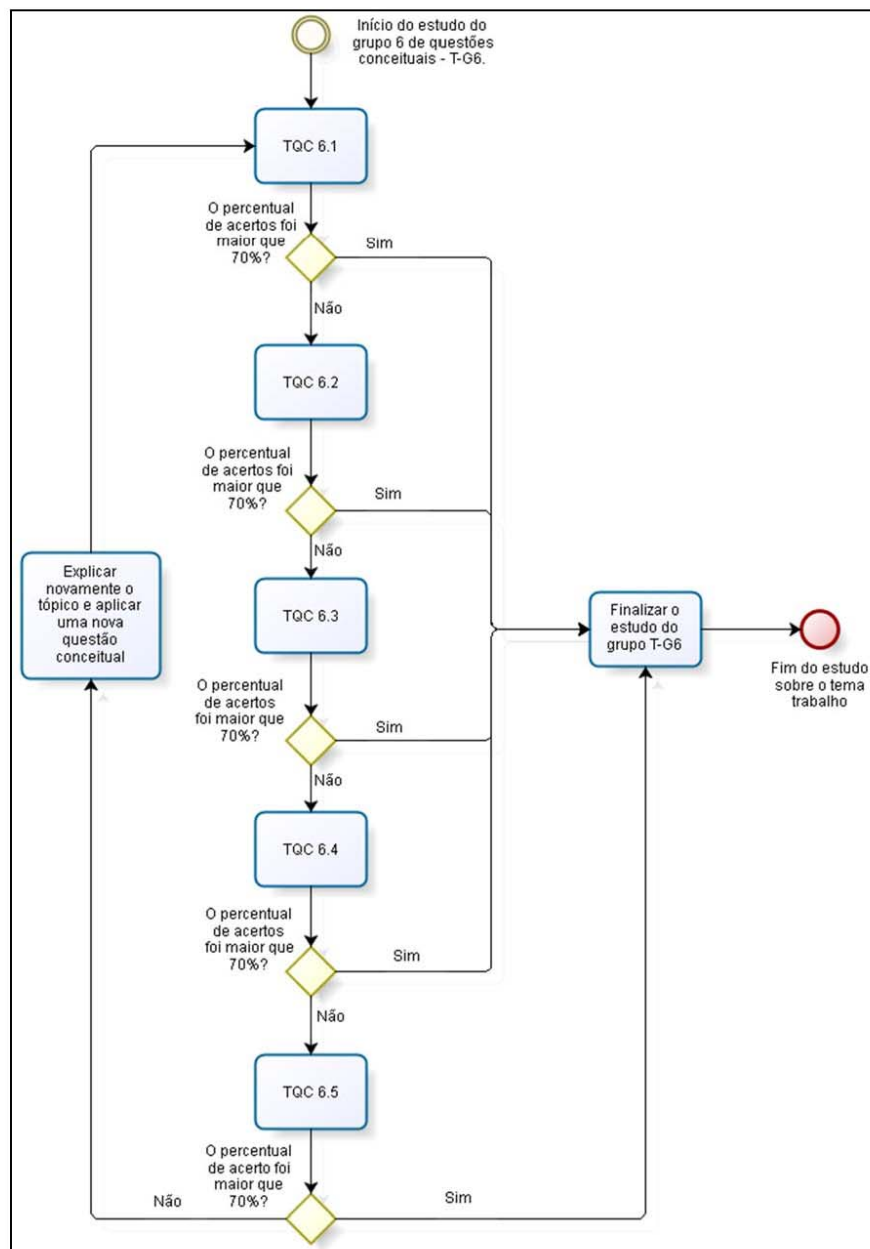 Início do estudo do
grupo 6 de questões
conceituais - T-G6.
TQC 6.1
O percentual
de acertos foi
maior que
70%?
Sim
Não
TQC 6.2
O percentual
de acertos foi
maior que
70%?
Sim
Não
Explicar
novamente o
tópico e aplicar
uma nova
questão
conceitual
TQC 6.3
Finalizar o
estudo do
grupo T-G6
Fim do estudo
sobre o tema
trabalho
O percentual
de acertos
foi maior que
70%?
Sim
Não
TQC 6.4
O percentual
de acertos
foi maior que
70%?
Sim
Não
TQC 6.5
O percentual
de acerto foi
maior que
70%?
Não
Sim